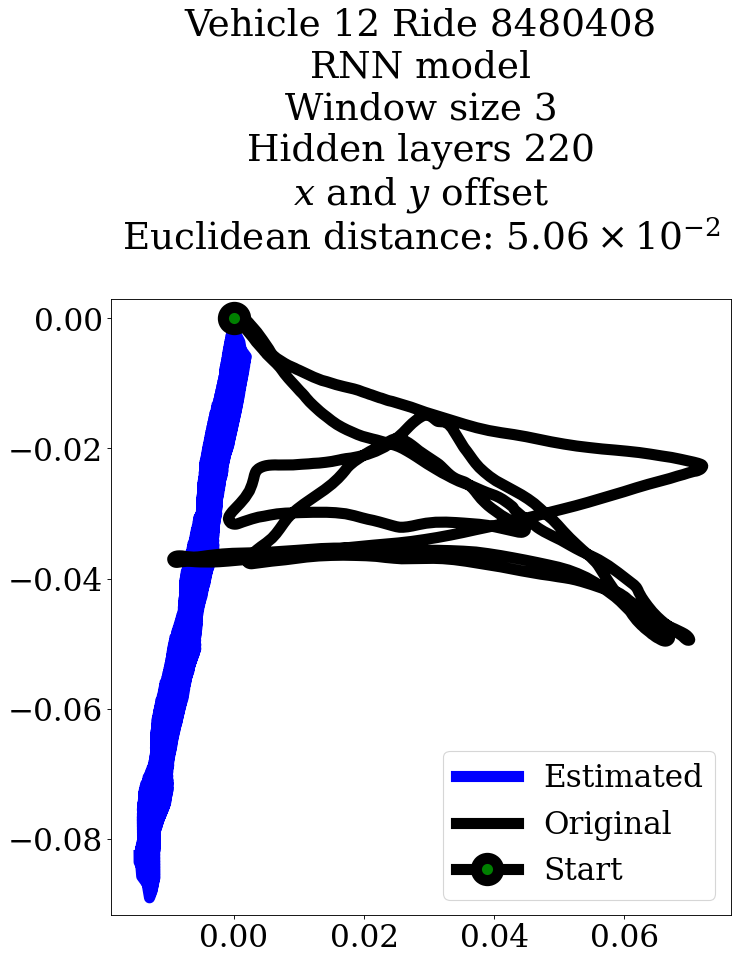 Vehicle 12 Ride 8480408
RNN model
Window size 3
Hidden layers 220
x and y offset
Euclidean distance: 5.06 × 10⁻²
0.00
−0.02
−0.04
−0.06
−0.08
0.00 0.02 0.04 0.06
Estimated
Original
Start